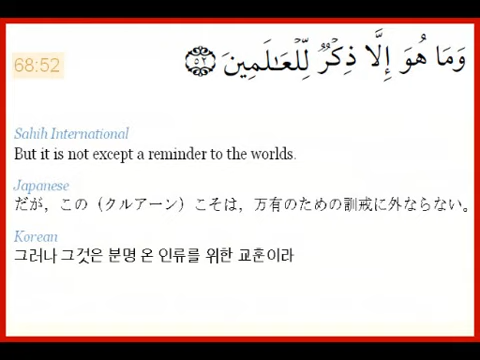 68:52
وَمَا هُوَ إِلَّا ذِكْرٌ لِّلْعَـٰلَمِينَ ٥٢
Sahih International
But it is not except a reminder to the worlds.
Japanese
だが，この（クルアーン）こそは，万有のための訓戒に外ならない。
Korean
그러나 그것은 분명 온 인류를 위한 교훈이라